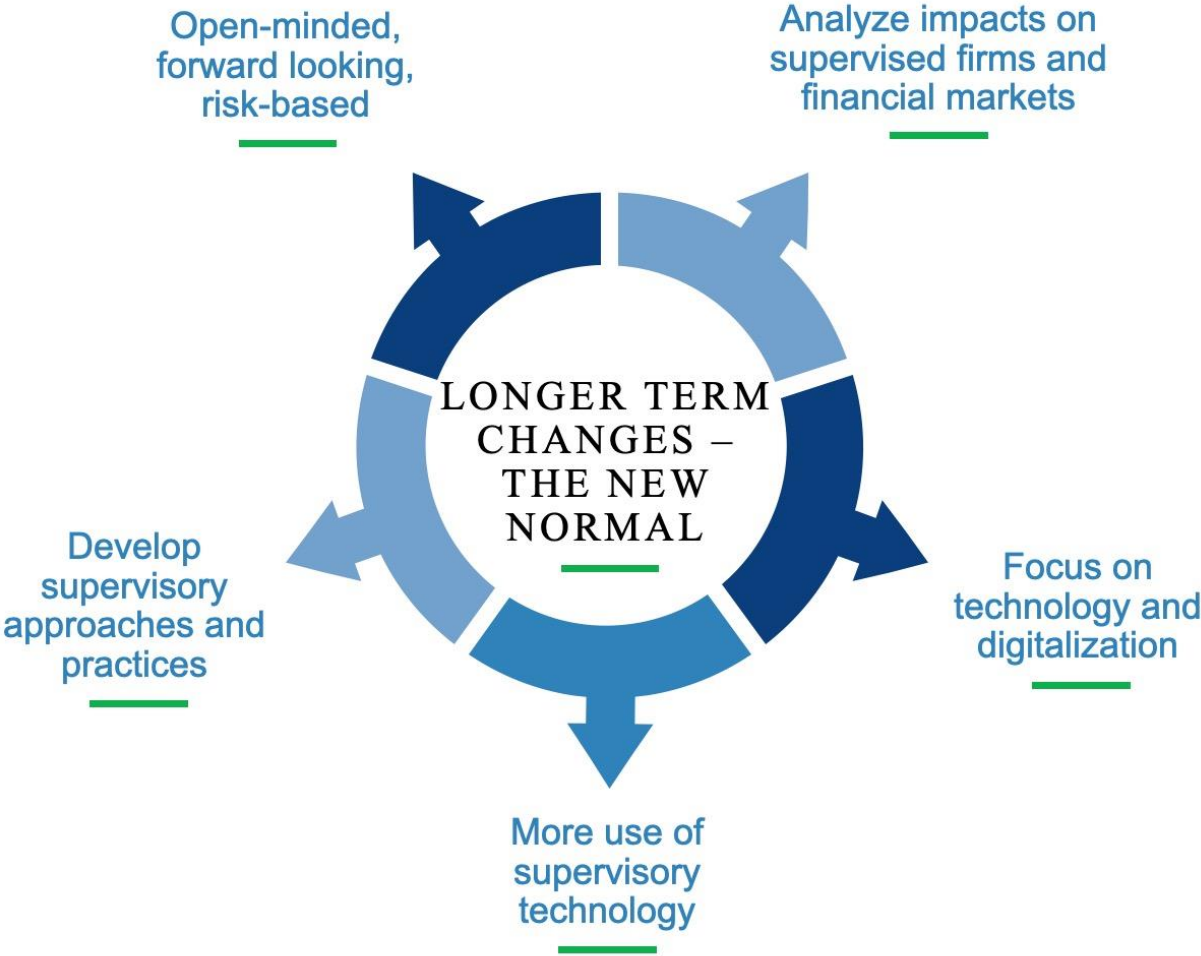 Open-minded,
forward looking,
risk-based
Analyze impacts on
supervised firms and
financial markets
LONGER TERM
CHANGES –
THE NEW
NORMAL
Focus on
technology and
digitalization
More use of
supervisory
technology
Develop
supervisory
approaches and
practices